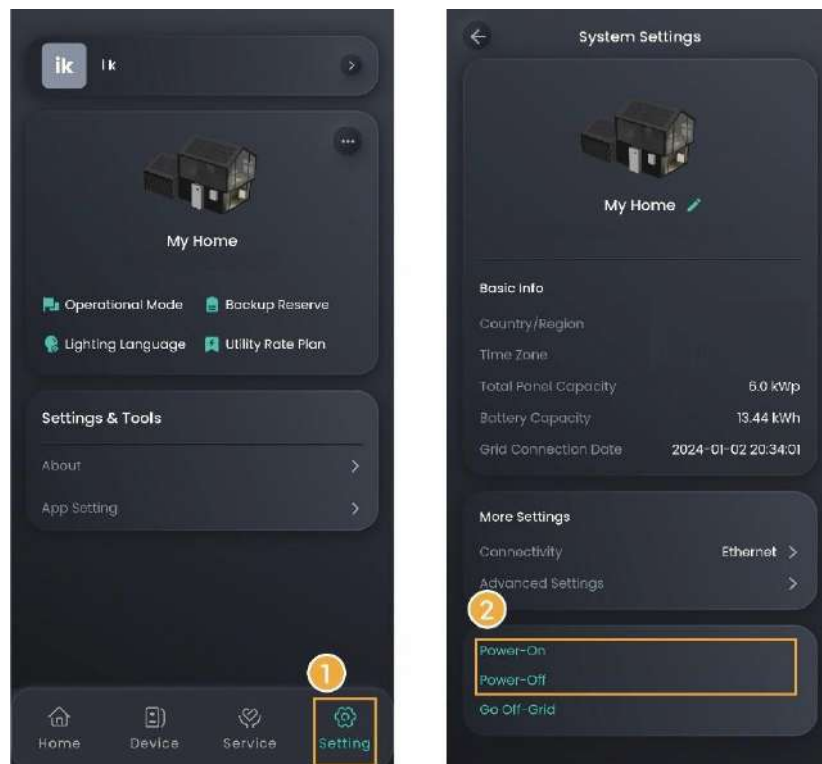 ik Ik
My Home
Operational Mode Backup Reserve
Lighting Language Utility Rate Plan
Settings & Tools
About
App Setting
1
Home Device Service Setting
System Settings
My Home
Basic Info
Country/Region
Time Zone
Total Panel Capacity 6.0 kWp
Battery Capacity 13.44 kWh
Grid Connection Date 2024-01-02 20:34:01
More Settings
Connectivity Ethernet
Advanced Settings
2
Power-On
Power-Off
Go Off-Grid